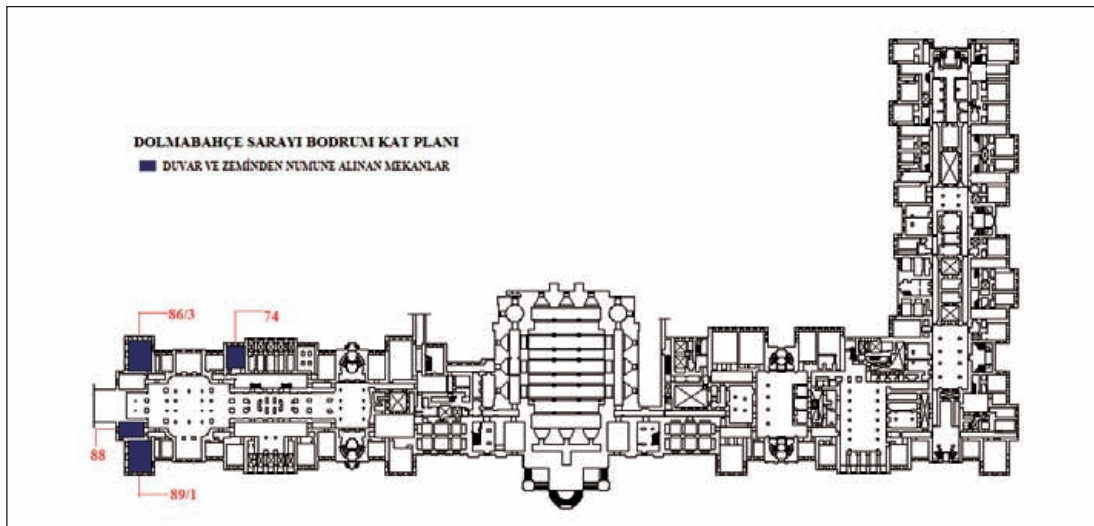 DOLMABAHÇE SARAYI BODRUM KAT PLANI
DUVAR VE ZEMİNDEN NUMUNE ALINAN MEKANLAR
86/3
74
88
89/1